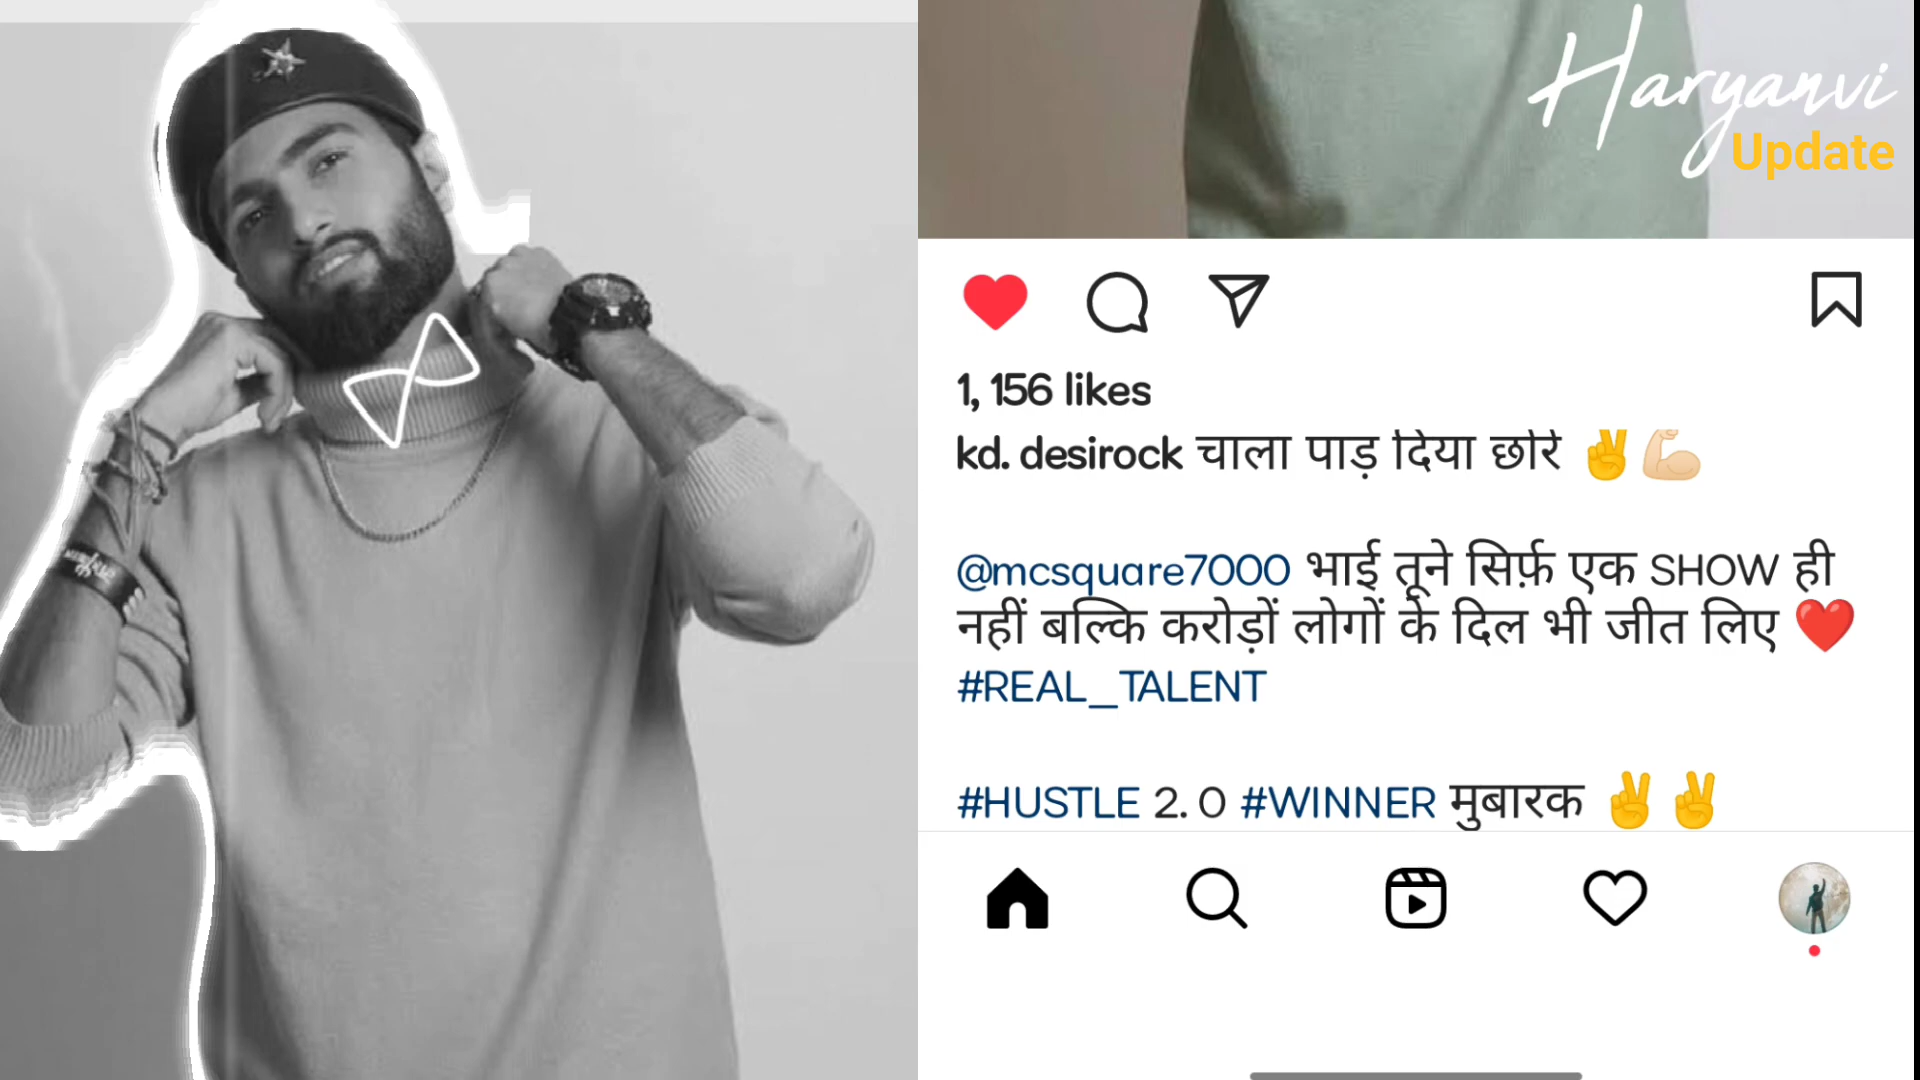 Haryanvi
Update
1, 156 likes
kd. desirock चाला पाड़ दिया छोरे ✌️💪🏻
@mcsquare7000 भाई तूने सिर्फ़ एक SHOW ही
नहीं बल्कि करोड़ों लोगों के दिल भी जीत लिए ❤️
#REAL_TALENT
#HUSTLE 2. 0 #WINNER मुबारक ✌️✌️